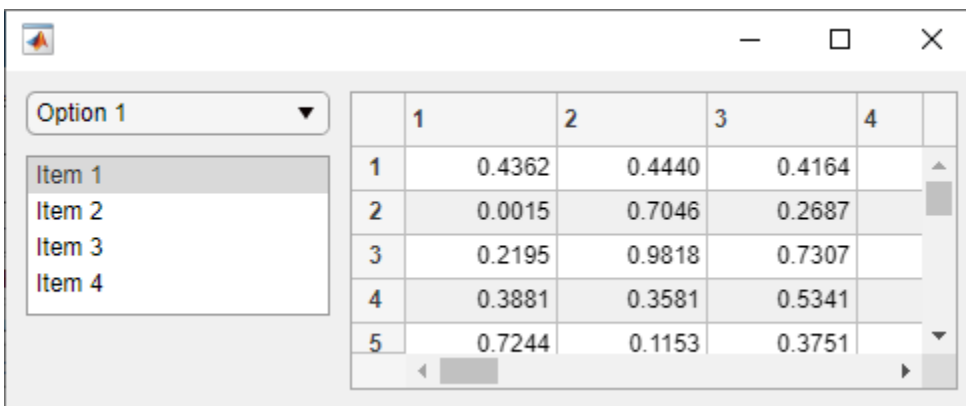 Option 1
Item 1
Item 2
Item 3
Item 4
1 2 3 4
1 0.4362 0.4440 0.4164
2 0.0015 0.7046 0.2687
3 0.2195 0.9818 0.7307
4 0.3881 0.3581 0.5341
5 0.7244 0.1153 0.3751